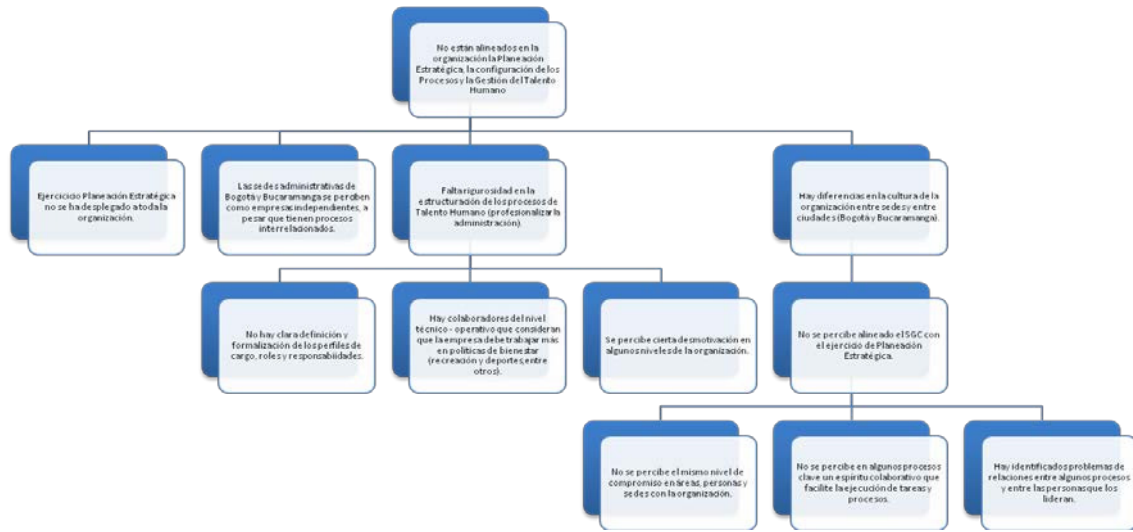 No están alineados en la
organización la Planeación
Estratégica, la configuración de los
Procesos y la Gestión del Talento
Humano
Ejercicicio Planeación Estratégica
no se ha desplegado a toda la
organización.
Las sedes administrativas de
Bogotá y Bucaramanga se perciben
como empresas independientes, a
pesar que tienen procesos
interrelacionados.
Falta rigurosidad en la
estructuración de los procesos de
Talento Humano (profesionalizar la
administración).
Hay diferencias en la cultura de la
organización entre sedes y entre
ciudades (Bogotá y Bucaramanga).
No hay clara definición y
formalización de los perfiles de
cargo, roles y responsabiidades.
Hay colaboradores del nivel
técnico - operativo que consideran
que la empresa debe trabajar más
en políticas de bienestar
(recreación y deportes, entre
otros).
Se percibe cierta desmotivación en
algunos niveles de la organización.
No se percibe alineado el SGC con
el ejercicio de Planeación
Estratégica.
No se percibe el mismo nivel de
compromiso en áreas, personas y
sedes con la organización.
No se percibe en algunos procesos
clave un espíritu colaborativo que
facilite la ejecución de tareas y
procesos.
Hay identificados problemas de
relaciones entre algunos procesos
y entre las personas que los
lideran.